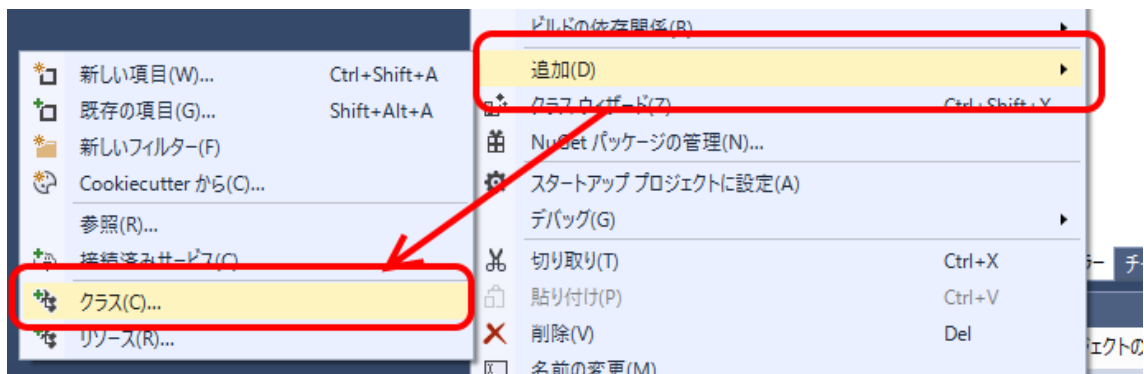 新しい項目(W)... Ctrl+Shift+A
既存の項目(G)... Shift+Alt+A
新しいフィルター(F)
Cookiecutter から(C)...
参照(R)...
接続済みサービス(C)
クラス(C)...
リソース(R)...
ビルドの依存関係(B)
追加(D)
クラス ウィザード(Z) Ctrl+Shift+X
NuGet パッケージの管理(N)...
スタートアップ プロジェクトに設定(A)
デバッグ(G)
切り取り(T) Ctrl+X
貼り付け(P) Ctrl+V
削除(V) Del
名前の変更(M)